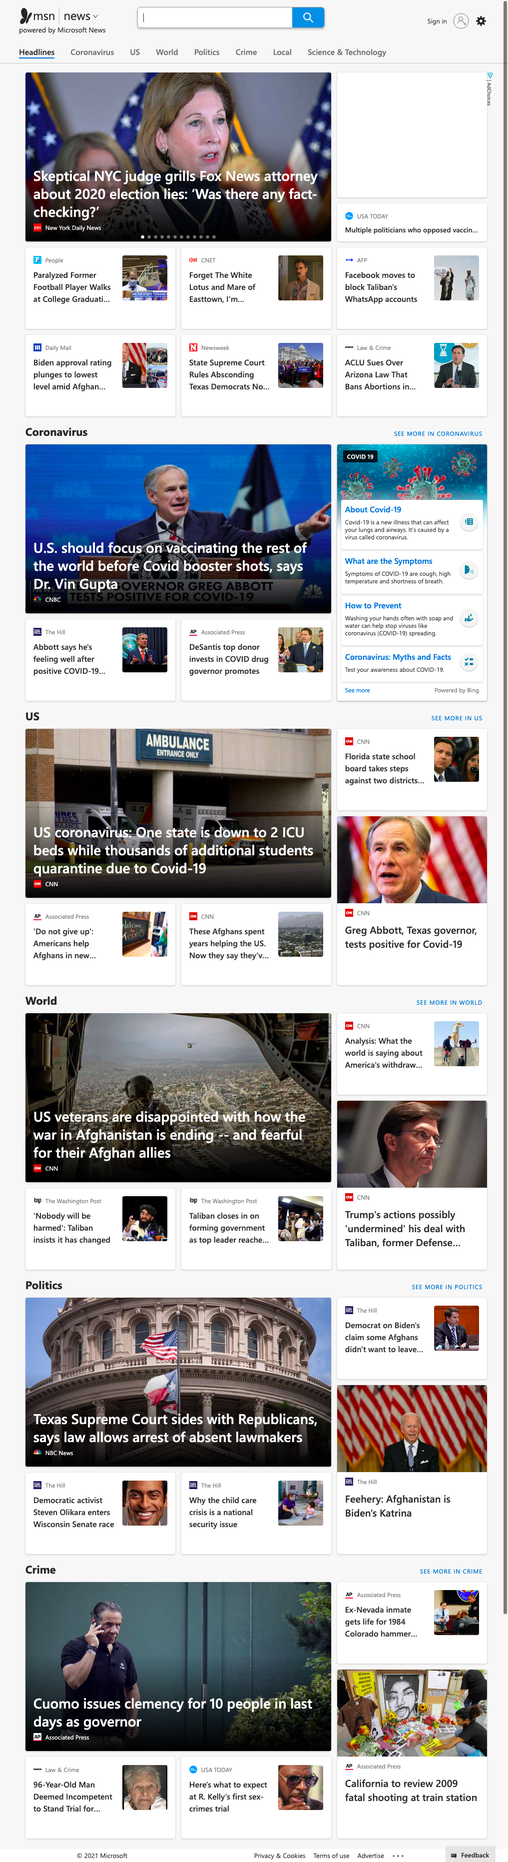 msn news
powered by Microsoft News
Sign in
Headlines Coronavirus US World Politics Crime Local Science & Technology
Skeptical NYC judge grills Fox News attorney
about 2020 election lies: 'Was there any fact-
checking?'
New York Daily News
AdChoices
USA TODAY
Multiple politicians who opposed vaccin...
People
Paralyzed Former
Football Player Walks
at College Graduati...
CNET
Forget The White
Lotus and Mare of
Easttown, I'm...
AFP
Facebook moves to
block Taliban's
WhatsApp accounts
Daily Mail
Biden approval rating
plunges to lowest
level amid Afghan...
Newsweek
State Supreme Court
Rules Absconding
Texas Democrats No...
Law & Crime
ACLU Sues Over
Arizona Law That
Bans Abortions in...
Coronavirus
SEE MORE IN CORONAVIRUS
U.S. should focus on vaccinating the rest of
the world before Covid booster shots, says
Dr. Vin Gupta
GOVERNOR GREG ABBOTT
TESTS POSITIVE FOR COVID-19
CNBC
COVID 19
About Covid-19
Covid-19 is a new illness that can affect
your lungs and airways. It's caused by a
virus called coronavirus.
What are the Symptoms
Symptoms of COVID-19 are cough, high
temperature and shortness of breath.
How to Prevent
Washing your hands often with soap and
water can help stop viruses like
coronavirus (COVID-19) spreading.
Coronavirus: Myths and Facts
Test your awareness about COVID-19.
See more
Powered by Bing
The Hill
Abbott says he's
feeling well after
positive COVID-19...
Associated Press
DeSantis top donor
invests in COVID drug
governor promotes
US
SEE MORE IN US
AMBULANCE
ENTRANCE ONLY
US coronavirus: One state is down to 2 ICU
beds while thousands of additional students
quarantine due to Covid-19
CNN
CNN
Florida state school
board takes steps
against two districts...
CNN
Greg Abbott, Texas governor,
tests positive for Covid-19
Associated Press
'Do not give up':
Americans help
Afghans in new...
CNN
These Afghans spent
years helping the US.
Now they say they'v...
World
SEE MORE IN WORLD
US veterans are disappointed with how the
war in Afghanistan is ending -- and fearful
for their Afghan allies
CNN
CNN
Analysis: What the
world is saying about
America's withdraw...
CNN
Trump's actions possibly
'undermined' his deal with
Taliban, former Defense...
The Washington Post
'Nobody will be
harmed': Taliban
insists it has changed
The Washington Post
Taliban closes in on
forming government
as top leader reache...
Politics
SEE MORE IN POLITICS
Texas Supreme Court sides with Republicans,
says law allows arrest of absent lawmakers
NBC News
The Hill
Democrat on Biden's
claim some Afghans
didn't want to leave...
The Hill
Feehery: Afghanistan is
Biden's Katrina
The Hill
Democratic activist
Steven Olikara enters
Wisconsin Senate race
The Hill
Why the child care
crisis is a national
security issue
Crime
SEE MORE IN CRIME
Cuomo issues clemency for 10 people in last
days as governor
Associated Press
Associated Press
Ex-Nevada inmate
gets life for 1984
Colorado hammer...
Associated Press
California to review 2009
fatal shooting at train station
Law & Crime
96-Year-Old Man
Deemed Incompetent
to Stand Trial for...
USA TODAY
Here's what to expect
at R. Kelly's first sex-
crimes trial
© 2021 Microsoft
Privacy & Cookies Terms of use Advertise ...
Feedback